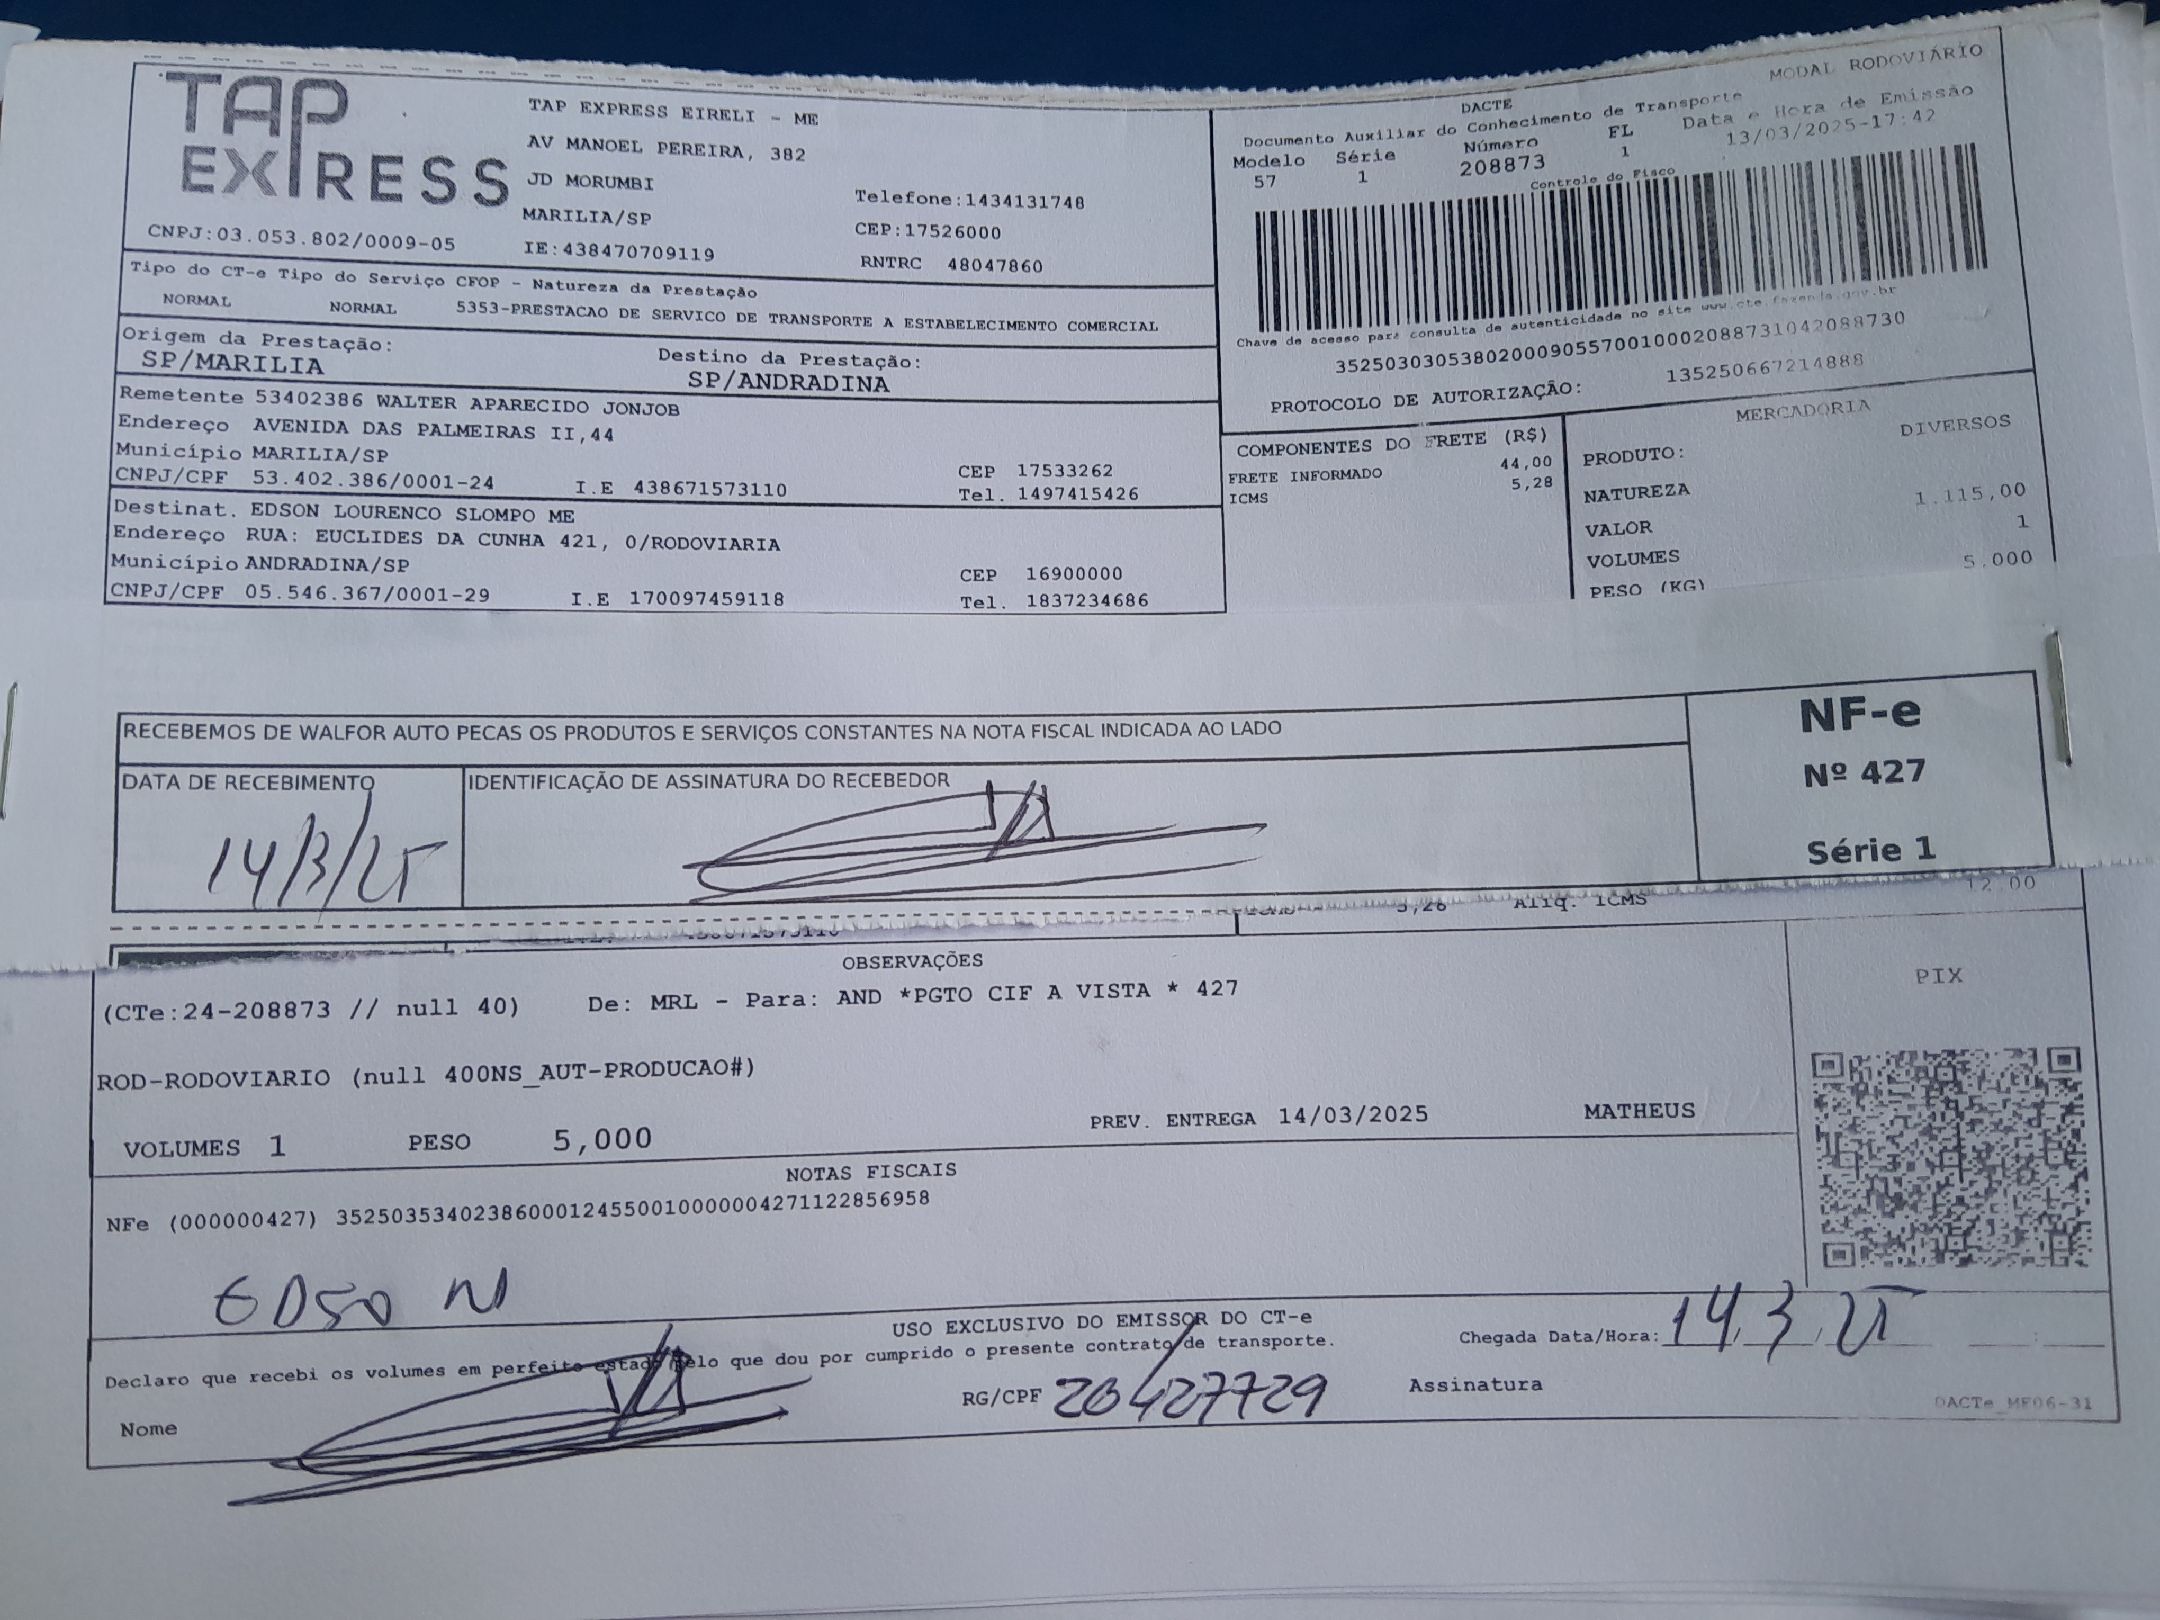 TAP EXPRESS
TAP EXPRESS EIRELI - ME
AV MANOEL PEREIRA, 382
JD MORUMBI
MARILIA/SP
Telefone:1434131748
CEP:17526000
CNPJ:03.053.802/0009-05
IE:438470709119
RNTRC 48047860
MODAL RODOVIÁRIO
DACTE
Documento Auxiliar do Conhecimento de Transporte
Modelo Série Número FL Data e Hora de Emissão
57 1 208873 1 13/03/2025-17:42
Controle do Fisco
Chave de acesso para consulta de autenticidade no site www.cte.fazenda.gov.br
35250303053802000905570010002088731042088730
PROTOCOLO DE AUTORIZAÇÃO: 135250667214888
Tipo do CT-e Tipo do Serviço CFOP - Natureza da Prestação
NORMAL NORMAL 5353-PRESTACAO DE SERVICO DE TRANSPORTE A ESTABELECIMENTO COMERCIAL
Origem da Prestação: Destino da Prestação:
SP/MARILIA SP/ANDRADINA
Remetente 53402386 WALTER APARECIDO JONJOB
Endereço AVENIDA DAS PALMEIRAS II,44
Município MARILIA/SP CEP 17533262
CNPJ/CPF 53.402.386/0001-24 I.E 438671573110 Tel. 1497415426
Destinat. EDSON LOURENCO SLOMPO ME
Endereço RUA: EUCLIDES DA CUNHA 421, 0/RODOVIARIA
Município ANDRADINA/SP CEP 16900000
CNPJ/CPF 05.546.367/0001-29 I.E 170097459118 Tel. 1837234686
COMPONENTES DO FRETE (R$)
FRETE INFORMADO 44,00
ICMS 5,28
MERCADORIA
PRODUTO: DIVERSOS
NATUREZA
VALOR 1.115,00
VOLUMES 1
PESO (KG) 5.000
RECEBEMOS DE WALFOR AUTO PECAS OS PRODUTOS E SERVIÇOS CONSTANTES NA NOTA FISCAL INDICADA AO LADO
DATA DE RECEBIMENTO
14/3/25
IDENTIFICAÇÃO DE ASSINATURA DO RECEBEDOR
NF-e
Nº 427
Série 1
5,28 Aliq. ICMS 12,00
OBSERVAÇÕES
(CTe:24-208873 // null 40) De: MRL - Para: AND *PGTO CIF A VISTA * 427
ROD-RODOVIARIO (null 400NS_AUT-PRODUCAO#)
VOLUMES 1 PESO 5,000 PREV. ENTREGA 14/03/2025 MATHEUS
PIX
NOTAS FISCAIS
NFe (000000427) 35250353402386000124550010000004271122856958
EDSON
USO EXCLUSIVO DO EMISSOR DO CT-e
Declaro que recebi os volumes em perfeito estado pelo que dou por cumprido o presente contrato de transporte.
Chegada Data/Hora: 14/3/25
Nome
RG/CPF 20427729
Assinatura
DACTe_MF06-31